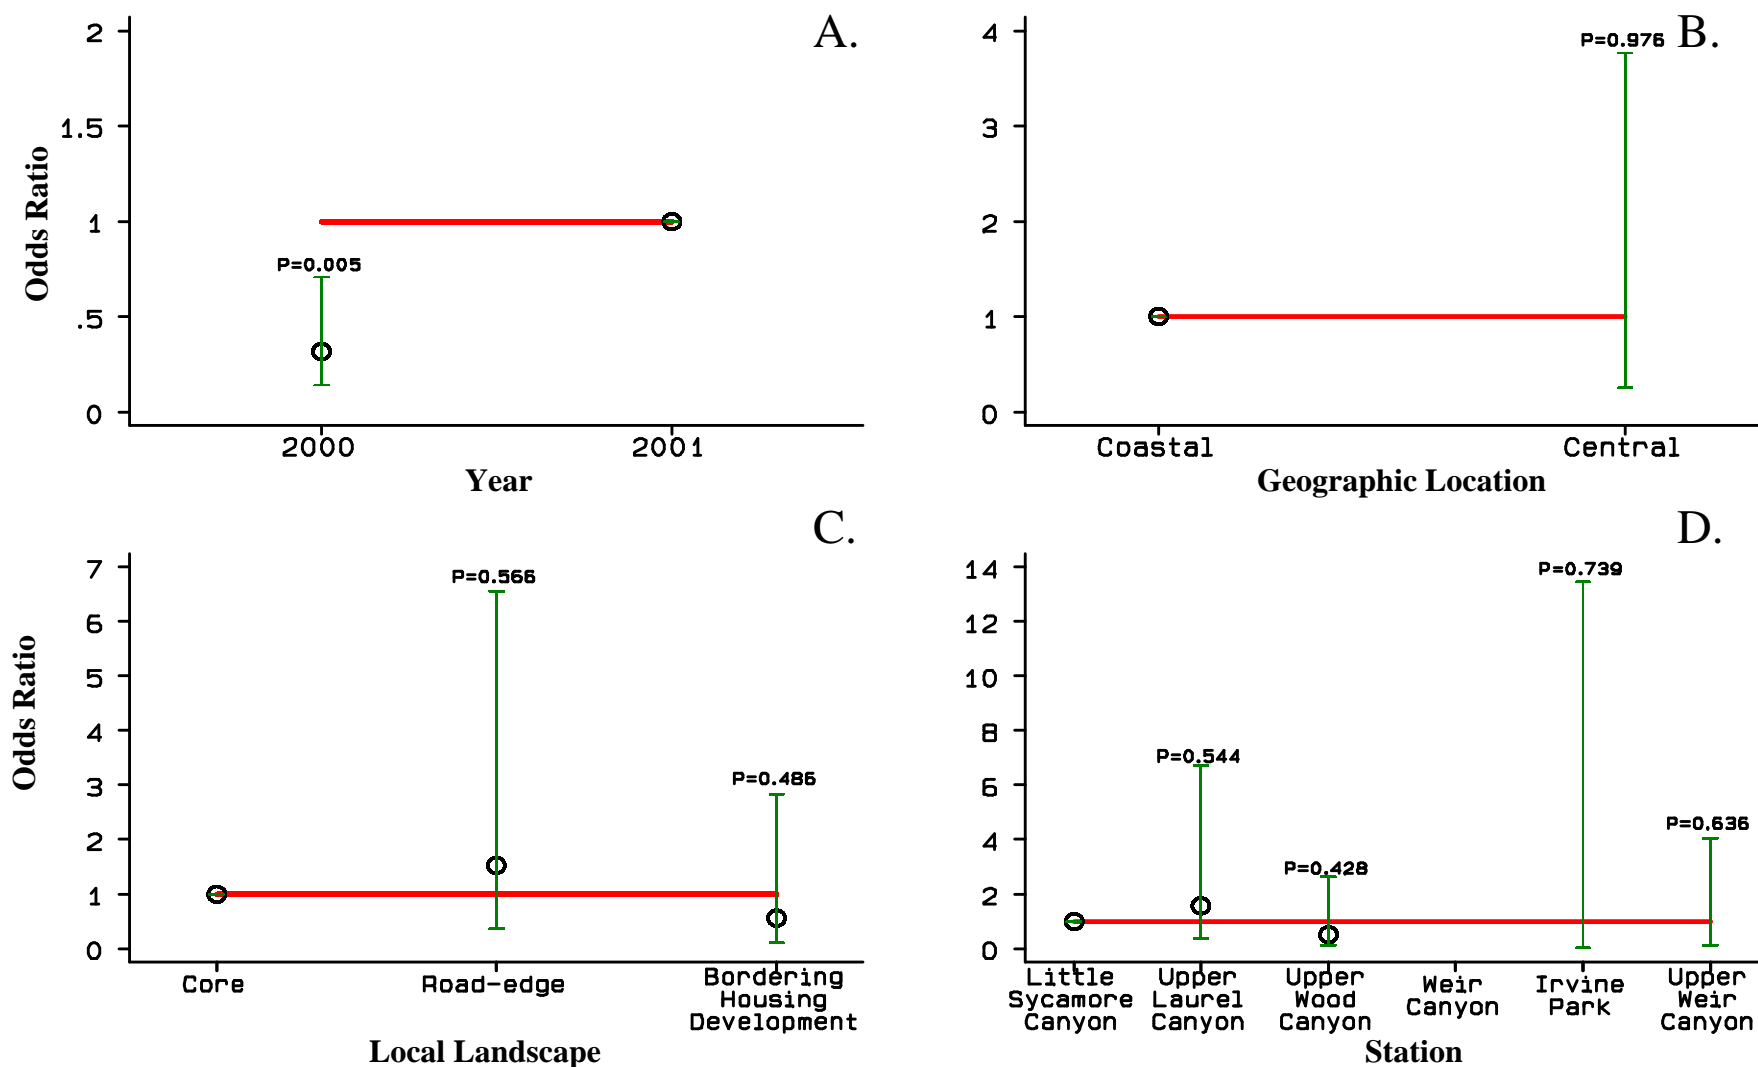 A.
Odds Ratio
2
1.5
1
.5
0
P=0.005
2000
2001
Year
B.
4
3
2
1
0
P=0.976
Coastal
Central
Geographic Location
C.
Odds Ratio
7
6
5
4
3
2
1
0
P=0.566
P=0.486
Core
Road-edge
Bordering
Housing
Development
Local Landscape
D.
14
12
10
8
6
4
2
0
P=0.544
P=0.428
P=0.739
P=0.636
Little
Sycamore
Canyon
Upper
Laurel
Canyon
Upper
Wood
Canyon
Weir
Canyon
Irvine
Park
Upper
Weir
Canyon
Station